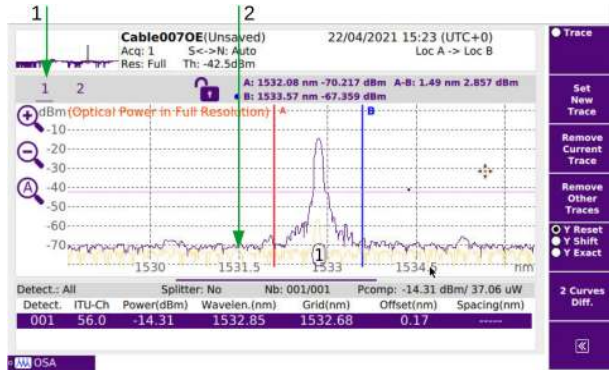 1
2
Cable007OE(Unsaved)
22/04/2021 15:23 (UTC+0)
Acq: 1
S<->N: Auto
Loc A -> Loc B
Res: Full
Th: -42.5dBm
Trace
1
2
A: 1532.08 nm -70.217 dBm A-B: 1.49 nm 2.857 dBm
B: 1533.57 nm -67.359 dBm
Set New Trace
dBm (Optical Power in Full Resolution)
A
B
-10
-20
-30
A
-40
-50
-60
-70
Remove Current Trace
Remove Other Traces
Y Reset
Y Shift
Y Exact
1
1530
1531.5
1533
1534.5
nm
Detect.: All
Splitter: No
Nb: 001/001
Pcomp: -14.31 dBm/ 37.06 uW
Detect. ITU-Ch Power(dBm) Wavelen.(nm) Grid(nm) Offset(nm) Spacing(nm)
001 56.0 -14.31 1532.85 1532.68 0.17 -----
2 Curves Diff.
OSA